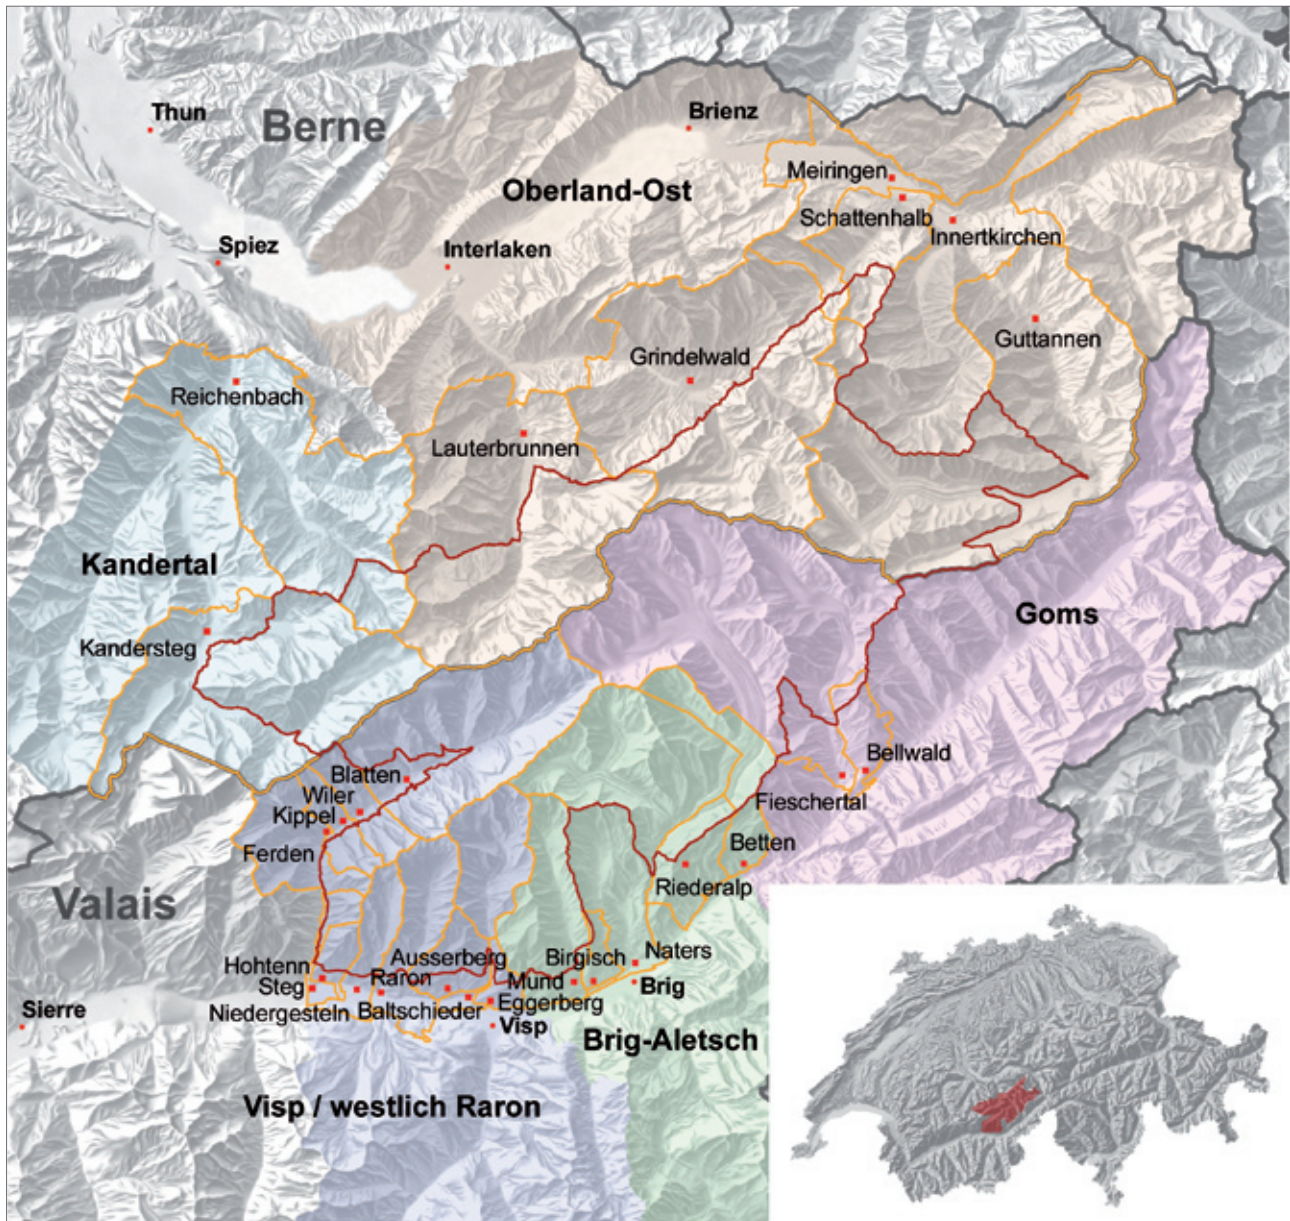 Thun
Berne
Brienz
Meiringen
Oberland-Ost
Schattenhalb
Innertkirchen
Spiez
Interlaken
Guttannen
Grindelwald
Reichenbach
Lauterbrunnen
Kandertal
Goms
Kandersteg
Bellwald
Blatten
Wiler
Fieschertal
Kippel
Betten
Ferden
Riederalp
Valais
Naters
Ausserberg
Birgisch
Hohtenn
Raron
Mund
Steg
Brig
Eggerberg
Sierre
Niedergesteln
Baltschieder
Visp
Brig-Aletsch
Visp / westlich Raron